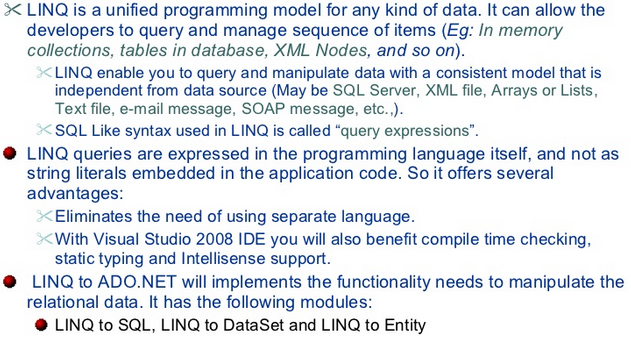 LINQ is a unified programming model for any kind of data. It can allow the
developers to query and manage sequence of items (Eg: In memory
collections, tables in database, XML Nodes, and so on).
LINQ enable you to query and manipulate data with a consistent model that is
independent from data source (May be SQL Server, XML file, Arrays or Lists,
Text file, e-mail message, SOAP message, etc.,).
SQL Like syntax used in LINQ is called “query expressions”.
LINQ queries are expressed in the programming language itself, and not as
string literals embedded in the application code. So it offers several
advantages:
Eliminates the need of using separate language.
With Visual Studio 2008 IDE you will also benefit compile time checking,
static typing and Intellisense support.
LINQ to ADO.NET will implements the functionality needs to manipulate the
relational data. It has the following modules:
LINQ to SQL, LINQ to DataSet and LINQ to Entity